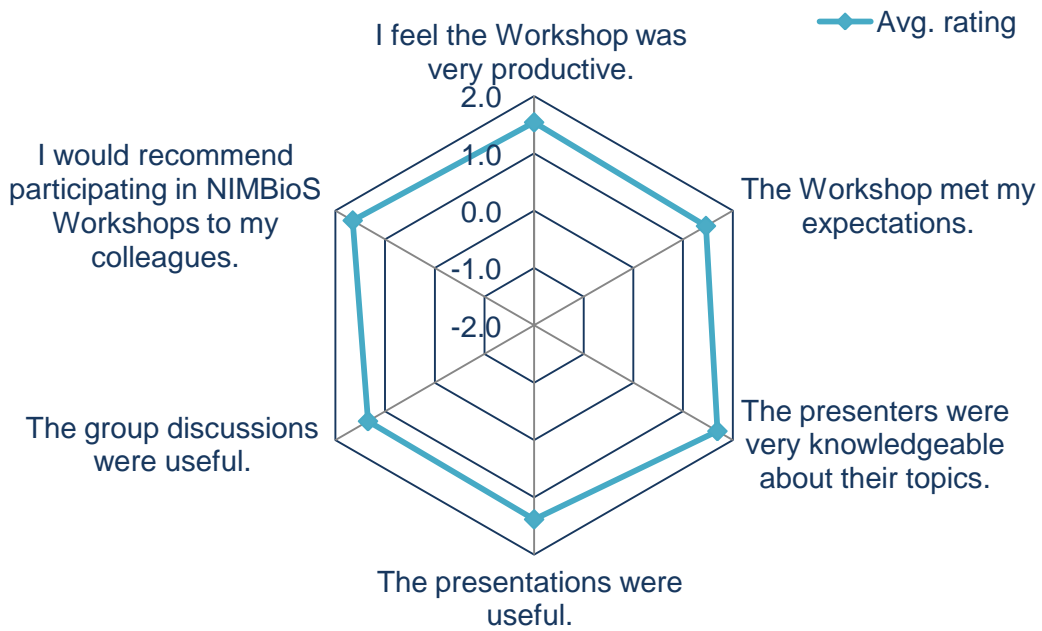 Avg. rating
I feel the Workshop was
very productive.
2.0
1.0
0.0
-1.0
-2.0
The Workshop met my
expectations.
The presenters were
very knowledgeable
about their topics.
The presentations were
useful.
The group discussions
were useful.
I would recommend
participating in NIMBioS
Workshops to my
colleagues.